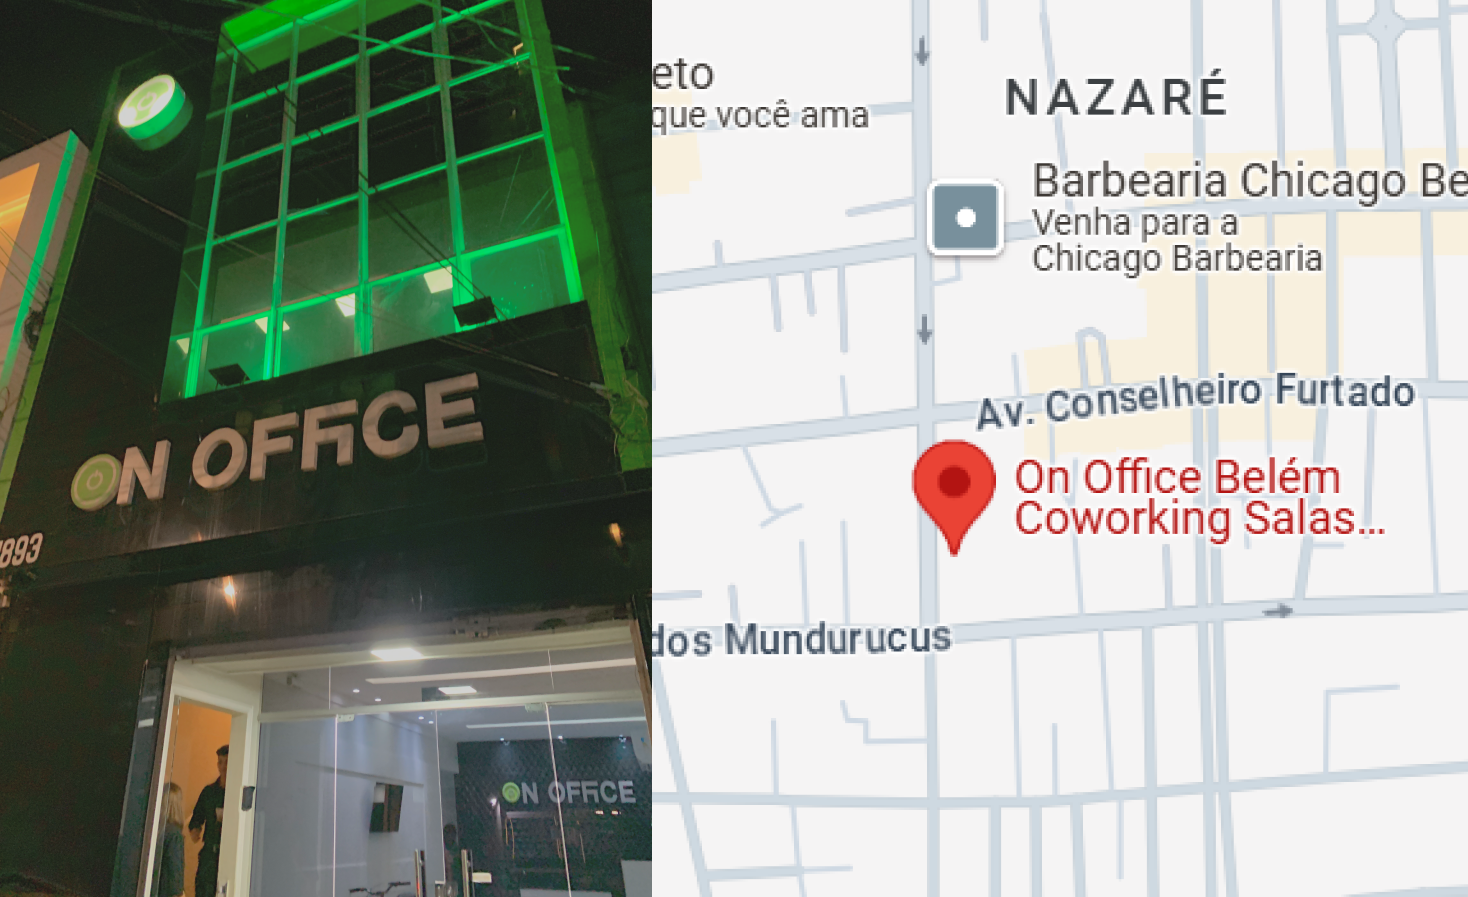 ON OFFICE
893
ON OFFICE
eto
que você ama
NAZARÉ
Barbearia Chicago Be
Venha para a
Chicago Barbearia
Av. Conselheiro Furtado
On Office Belém
Coworking Salas...
dos Mundurucus